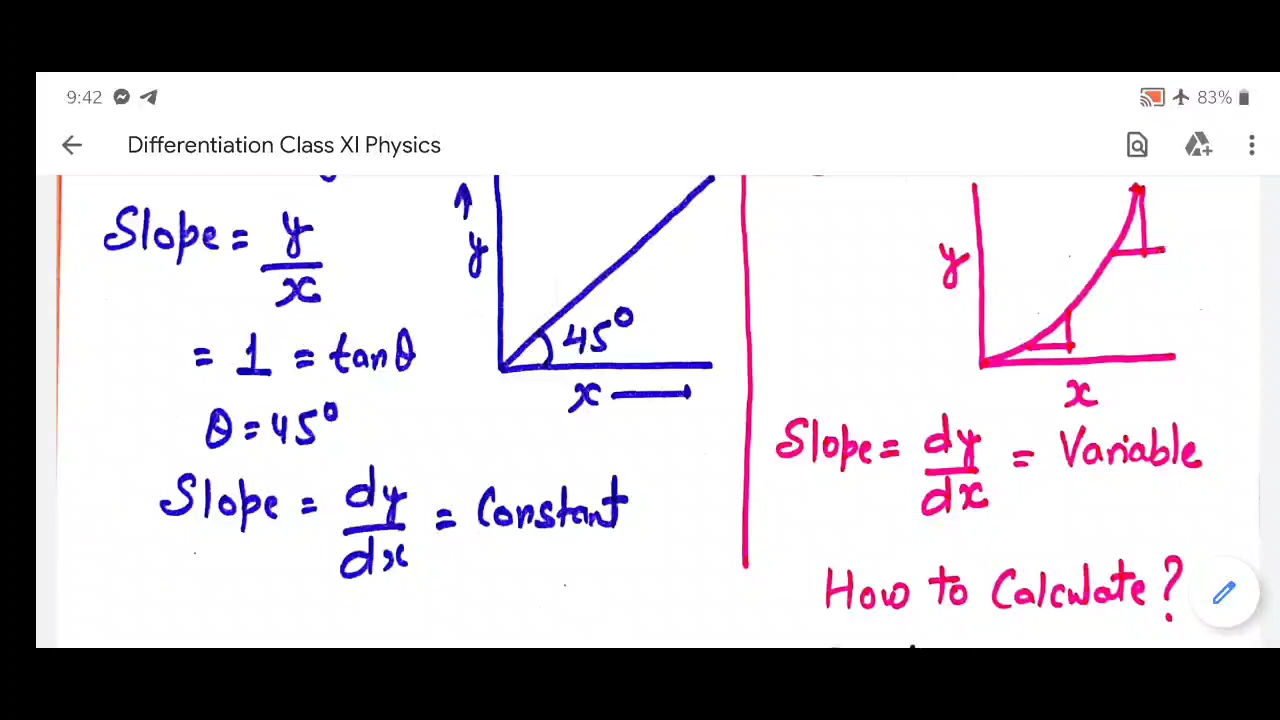 9:42
83%
Differentiation Class XI Physics
Slope = y/x
= 1 = tanθ
θ = 45°
Slope = dy/dx = Constant
y
45°
x
y
x
Slope = dy/dx = Variable
How to Calculate?